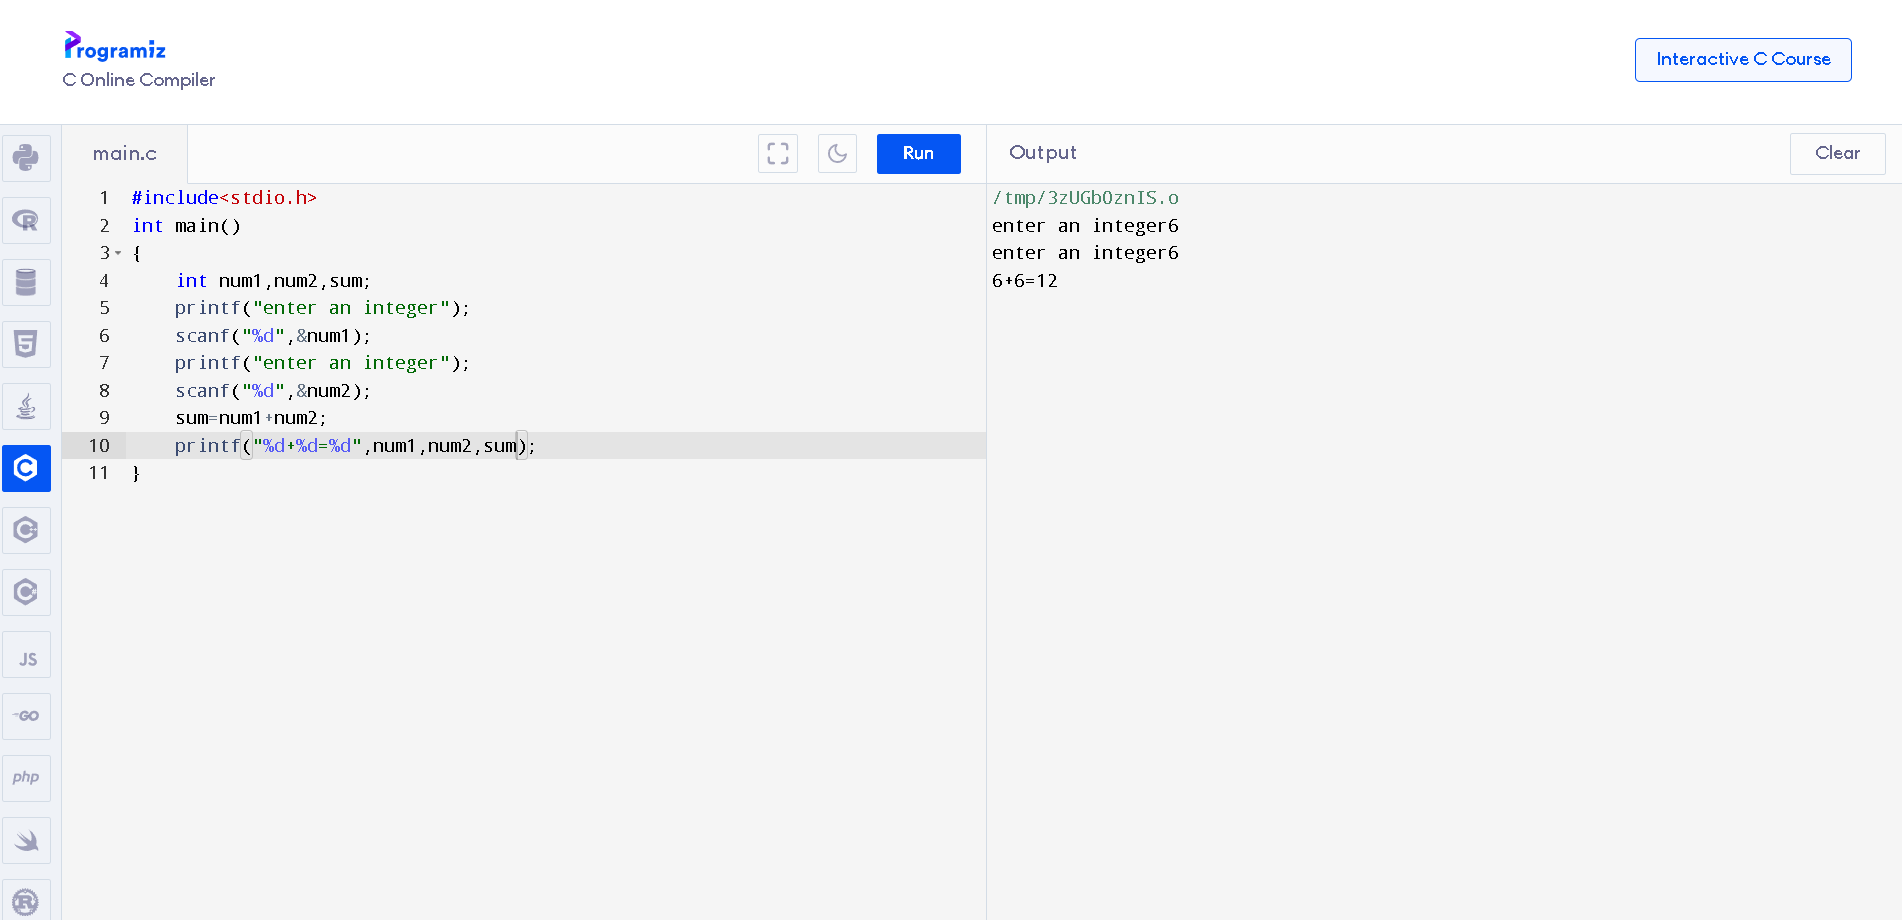 Programiz
C Online Compiler
Interactive C Course
main.c
Run
Output
Clear
1 #include<stdio.h>
2 int main()
3 {
4     int num1,num2,sum;
5     printf("enter an integer");
6     scanf("%d",&num1);
7     printf("enter an integer");
8     scanf("%d",&num2);
9     sum=num1+num2;
10     printf("%d+%d=%d",num1,num2,sum);
11 }
/tmp/3zUGbOznIS.o
enter an integer6
enter an integer6
6+6=12
R
5
C
C++
C#
JS
GO
php
R